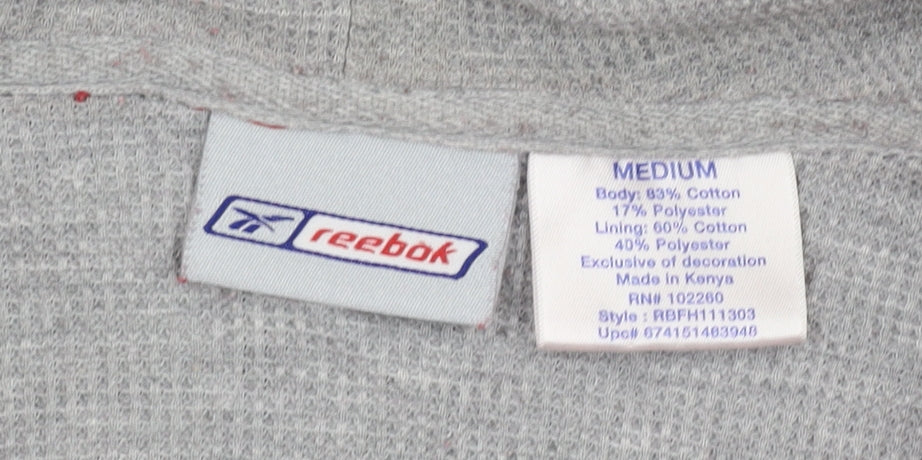 reebok
MEDIUM
Body: 83% Cotton
17% Polyester
Lining: 60% Cotton
40% Polyester
Exclusive of decoration
Made in Kenya
RN# 102260
Style : RBFH111303
Upc# 674151483948